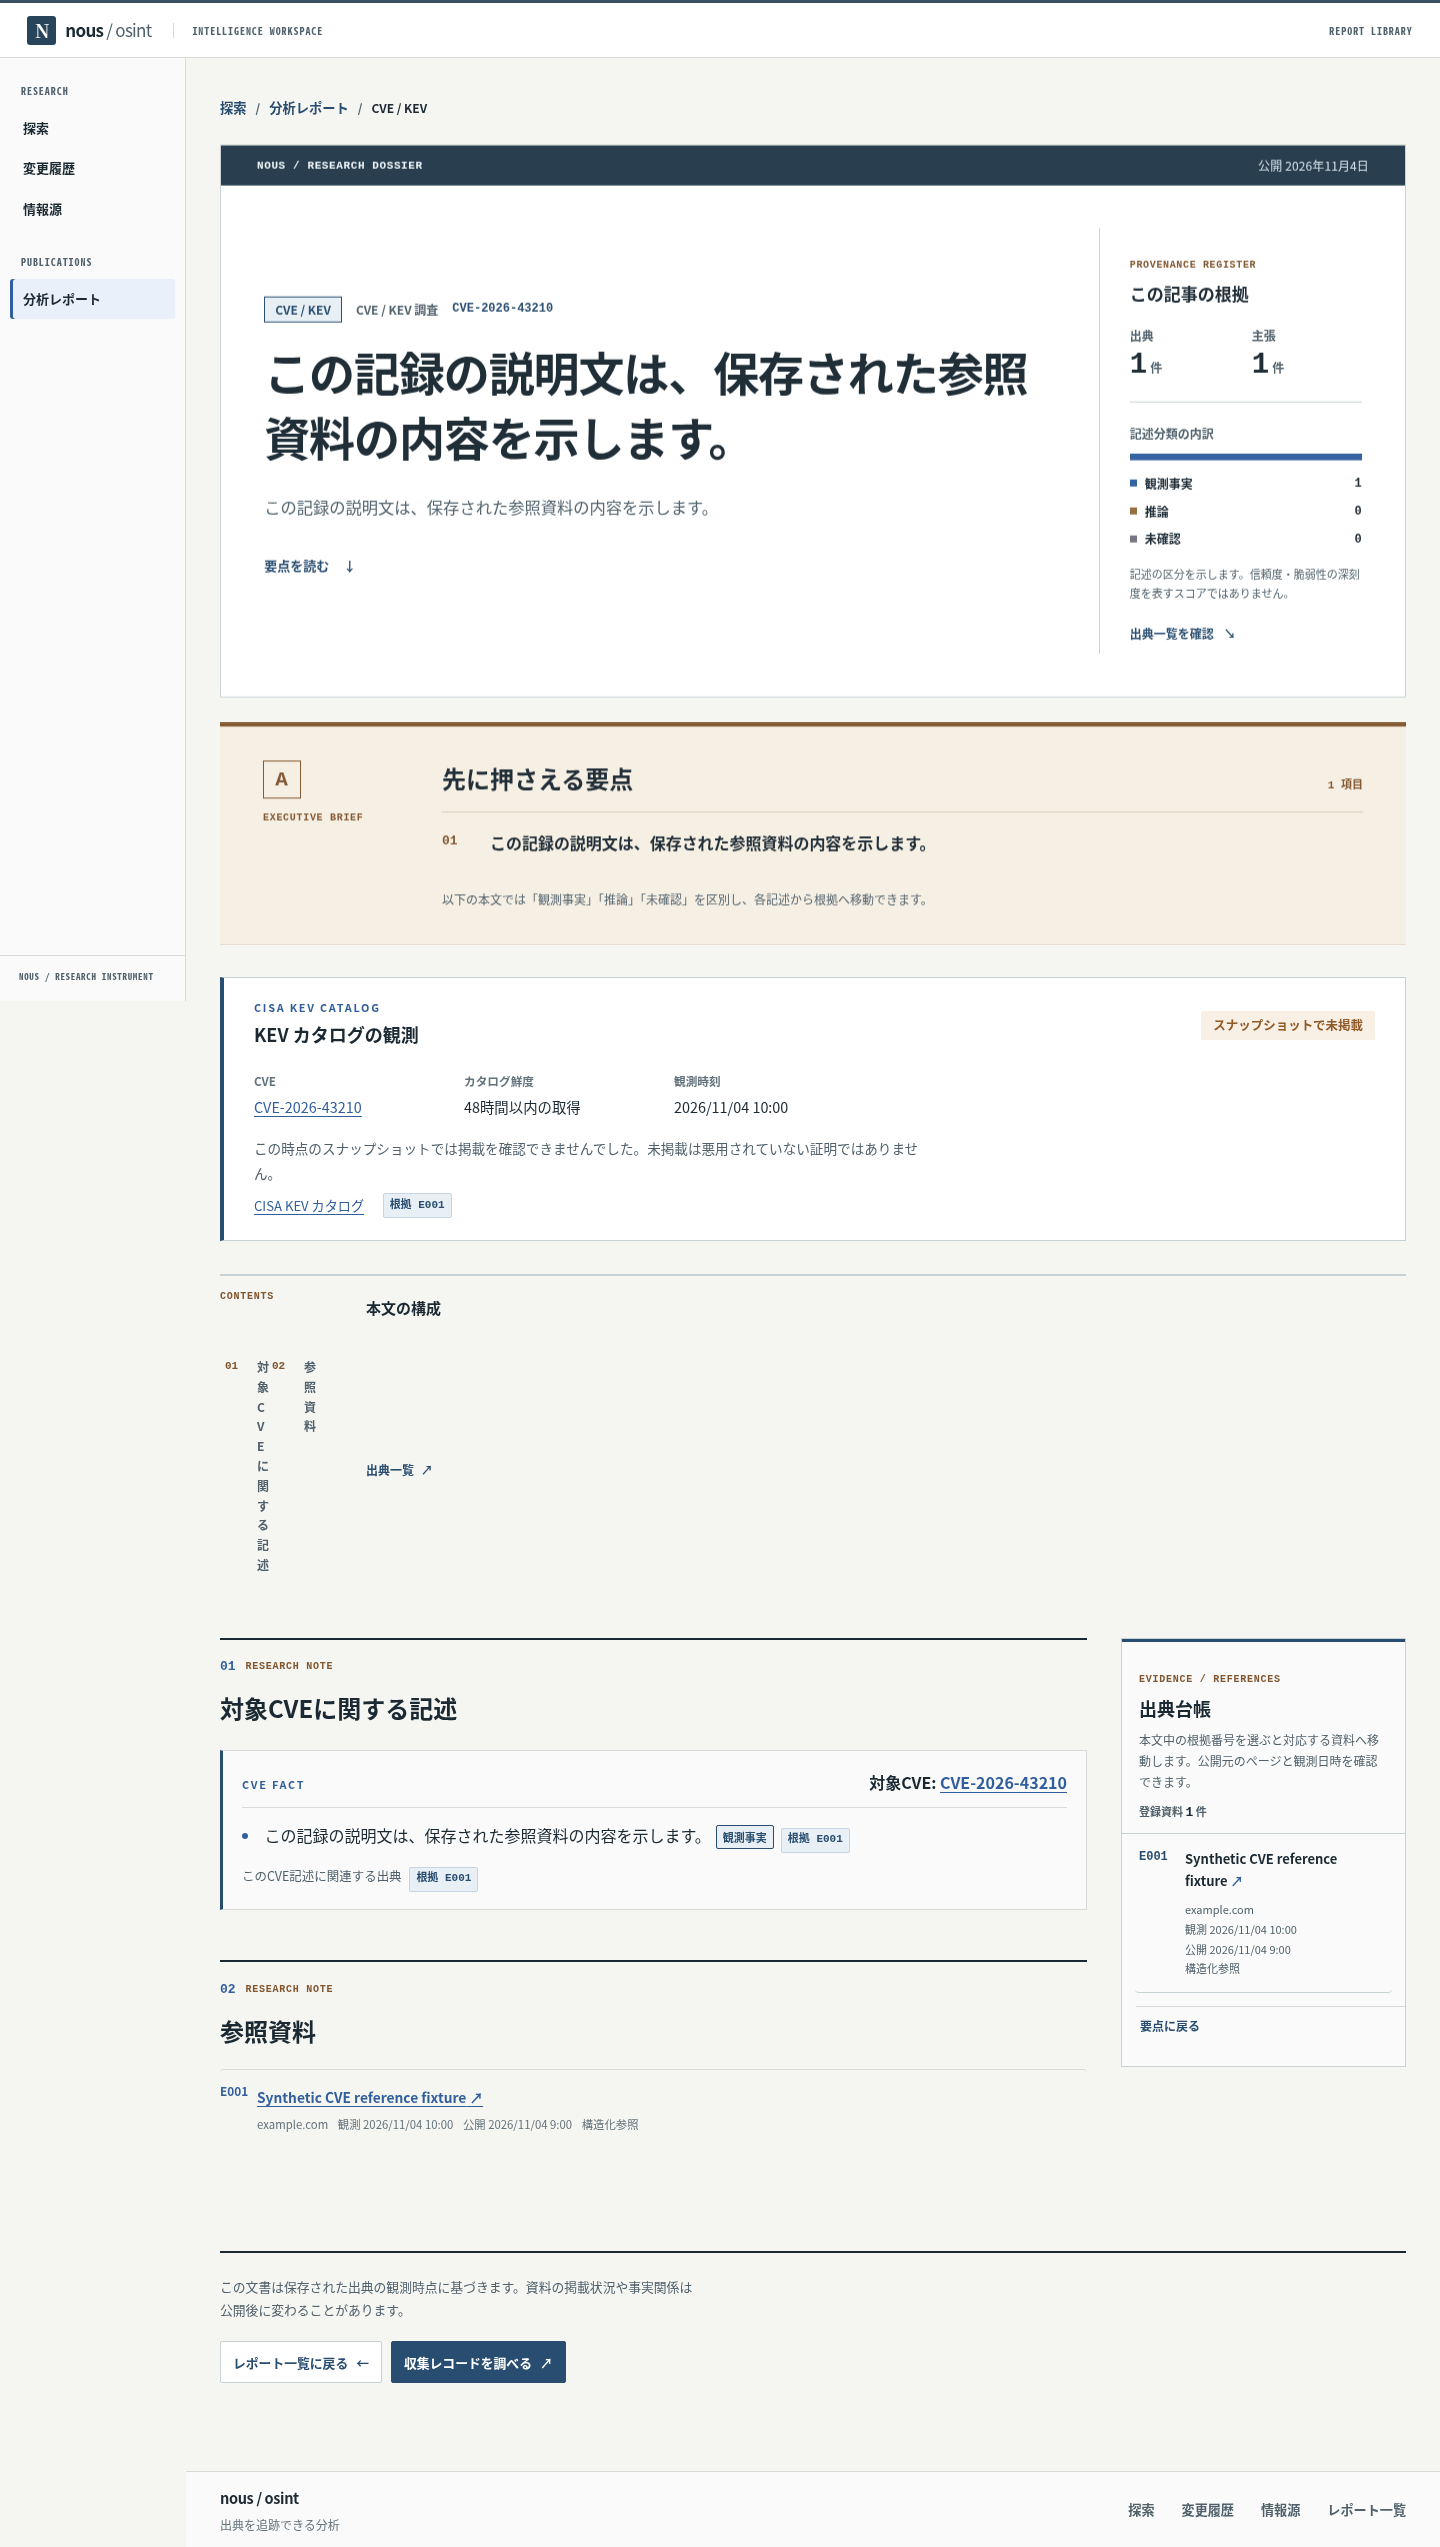 N nous / osint INTELLIGENCE WORKSPACE REPORT LIBRARY
RESEARCH
探索
変更履歴
情報源
PUBLICATIONS
分析レポート
NOUS / RESEARCH INSTRUMENT
探索 / 分析レポート / CVE / KEV
NOUS / RESEARCH DOSSIER 公開 2026年11月4日
CVE / KEV CVE / KEV 調査 CVE-2026-43210
この記録の説明文は、保存された参照
資料の内容を示します。
この記録の説明文は、保存された参照資料の内容を示します。
要点を読む ↓
PROVENANCE REGISTER
この記事の根拠
出典 主張
1 件 1 件
記述分類の内訳
観測事実 1
推論 0
未確認 0
記述の区分を示します。信頼度・脆弱性の深刻
度を表すスコアではありません。
出典一覧を確認 ↘
A
EXECUTIVE BRIEF
先に押さえる要点 1 項目
01 この記録の説明文は、保存された参照資料の内容を示します。
以下の本文では「観測事実」「推論」「未確認」を区別し、各記述から根拠へ移動できます。
CISA KEV CATALOG
KEV カタログの観測 スナップショットで未掲載
CVE カタログ鮮度 観測時刻
CVE-2026-43210 48時間以内の取得 2026/11/04 10:00
この時点のスナップショットでは掲載を確認できませんでした。未掲載は悪用されていない証明ではありませ
ん。
CISA KEV カタログ 根拠 E001
CONTENTS 本文の構成
01 対象CVEに関する記述
02 参照資料
出典一覧 ↗
01 RESEARCH NOTE
対象CVEに関する記述
CVE FACT 対象CVE: CVE-2026-43210
この記録の説明文は、保存された参照資料の内容を示します。 観測事実 根拠 E001
このCVE記述に関連する出典 根拠 E001
02 RESEARCH NOTE
参照資料
E001 Synthetic CVE reference fixture ↗
example.com 観測 2026/11/04 10:00 公開 2026/11/04 9:00 構造化参照
EVIDENCE / REFERENCES
出典台帳
本文中の根拠番号を選ぶと対応する資料へ移
動します。公開元のページと観測日時を確認
できます。
登録資料 1 件
E001 Synthetic CVE reference
fixture ↗
example.com
観測 2026/11/04 10:00
公開 2026/11/04 9:00
構造化参照
要点に戻る
この文書は保存された出典の観測時点に基づきます。資料の掲載状況や事実関係は
公開後に変わることがあります。
レポート一覧に戻る ← 収集レコードを調べる ↗
nous / osint
出典を追跡できる分析
探索 変更履歴 情報源 レポート一覧